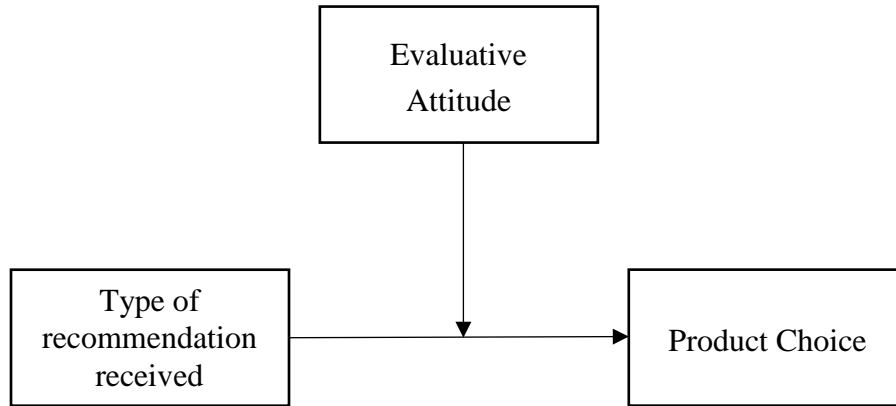 Evaluative
Attitude
Type of
recommendation
received
Product Choice